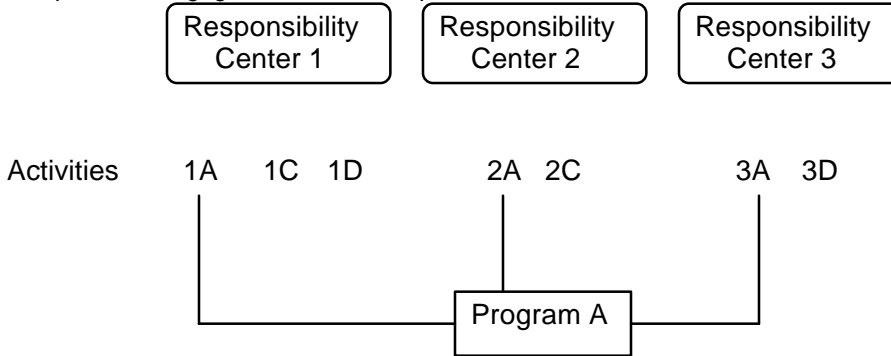 Responsibility Center 1
Responsibility Center 2
Responsibility Center 3
Activities 1A 1C 1D 2A 2C 3A 3D
Program A